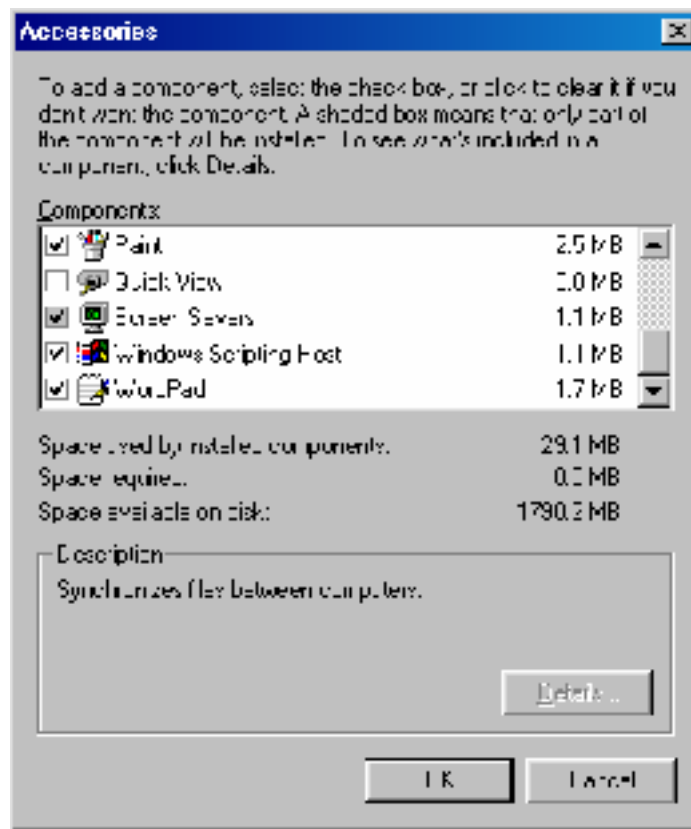 Accessories
To add a component, select the check box, or click to clear it if you
don't want the component. A shaded box means that only part of
the component will be installed. To see what's included in a
component, click Details.
Components:
Paint 2.5 MB
Quick View 0.0 MB
Screen Savers 1.1 MB
Windows Scripting Host 1.1 MB
WordPad 1.7 MB
Space used by installed components: 29.1 MB
Space required: 0.0 MB
Space available on disk: 1790.2 MB
Description
Synchronizes files between computers.
Details...
OK Cancel